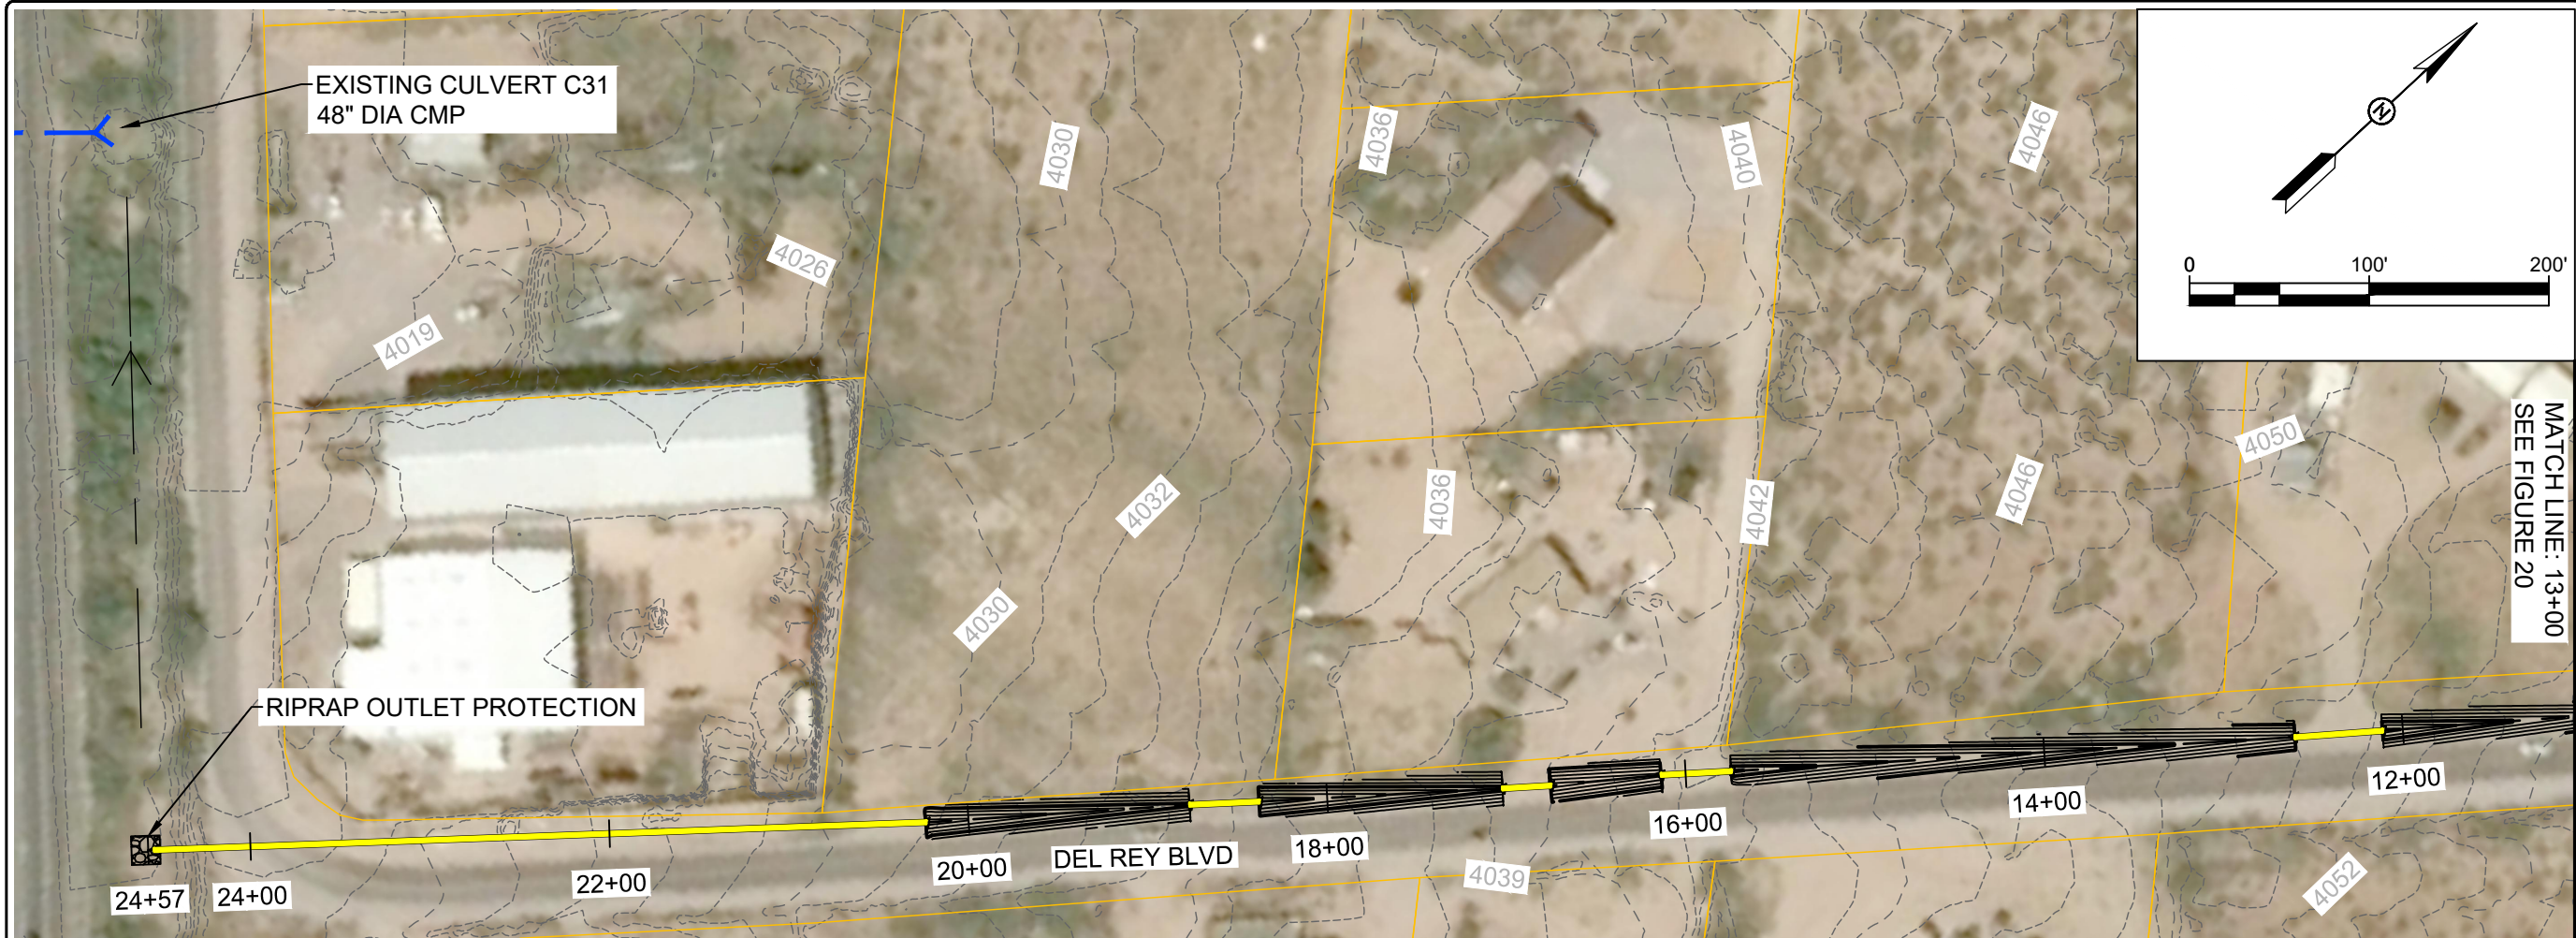 EXISTING CULVERT C31
48" DIA CMP
N
0 100' 200'
4030
4036
4040
4046
4026
4019
4050
MATCH LINE: 13+00
SEE FIGURE 20
4032
4036
4042
4046
4030
RIPRAP OUTLET PROTECTION
12+00
14+00
16+00
18+00
DEL REY BLVD
20+00
22+00
24+00
24+57
4039
4052